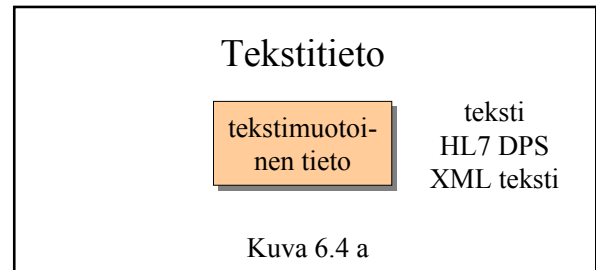 Tekstitieto
tekstimuotoi-
nen tieto
teksti
HL7 DPS
XML teksti
Kuva 6.4 a